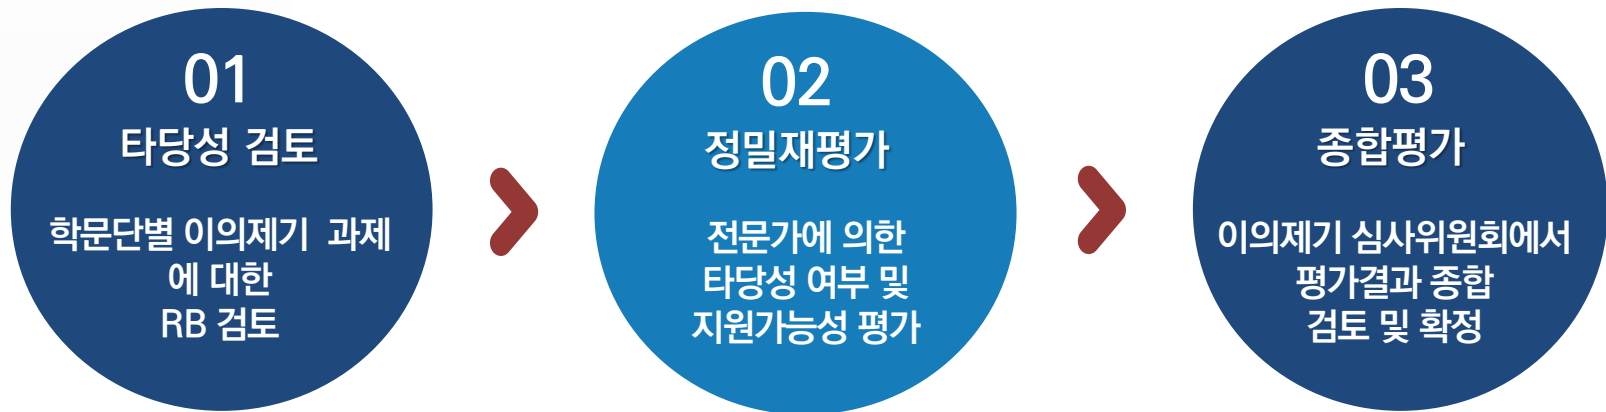 01
타당성 검토
학문단별 이의제기 과제
에 대한
RB 검토
02
정밀재평가
전문가에 의한
타당성 여부 및
지원가능성 평가
03
종합평가
이의제기 심사위원회에서
평가결과 종합
검토 및 확정